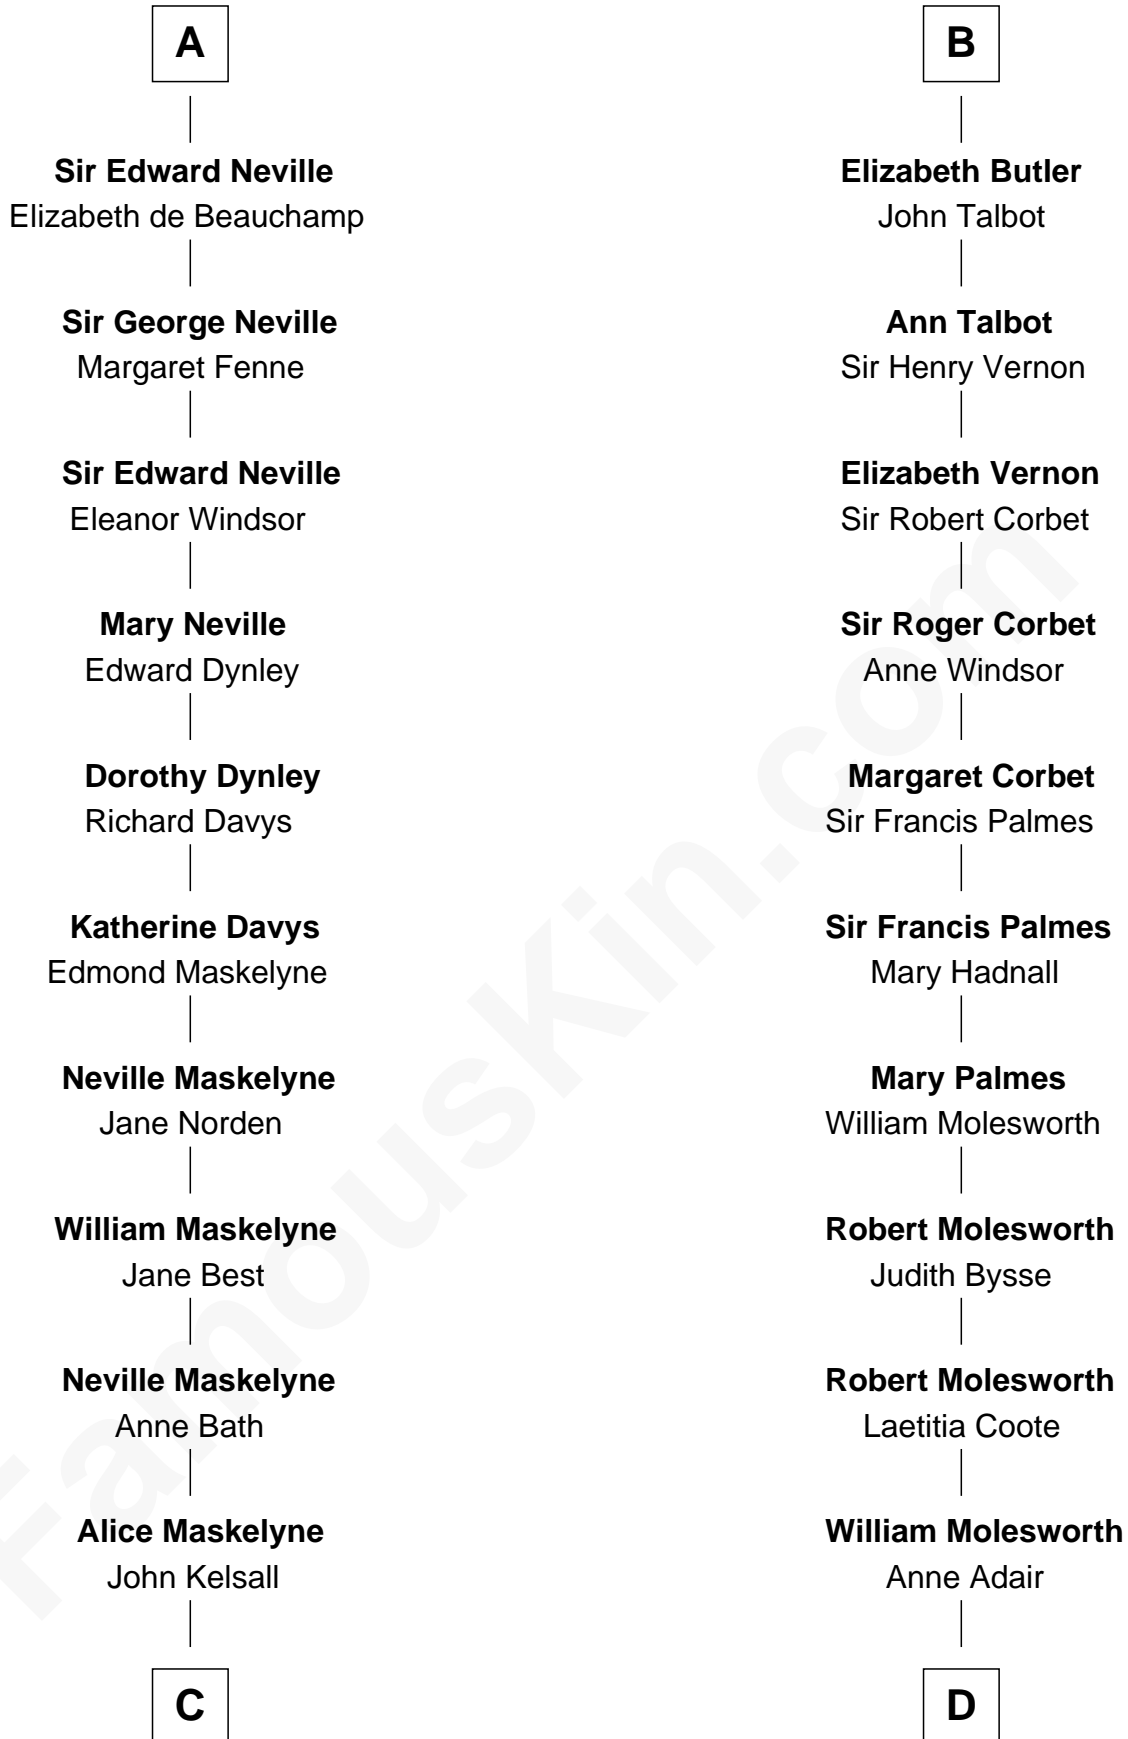 A
Sir Edward Neville
Elizabeth de Beauchamp
Sir George Neville
Margaret Fenne
Sir Edward Neville
Eleanor Windsor
Mary Neville
Edward Dynley
Dorothy Dynley
Richard Davys
Katherine Davys
Edmond Maskelyne
Neville Maskelyne
Jane Norden
William Maskelyne
Jane Best
Neville Maskelyne
Anne Bath
Alice Maskelyne
John Kelsall
C
B
Elizabeth Butler
John Talbot
Ann Talbot
Sir Henry Vernon
Elizabeth Vernon
Sir Robert Corbet
Sir Roger Corbet
Anne Windsor
Margaret Corbet
Sir Francis Palmes
Sir Francis Palmes
Mary Hadnall
Mary Palmes
William Molesworth
Robert Molesworth
Judith Bysse
Robert Molesworth
Laetitia Coote
William Molesworth
Anne Adair
D
FamousKin.com